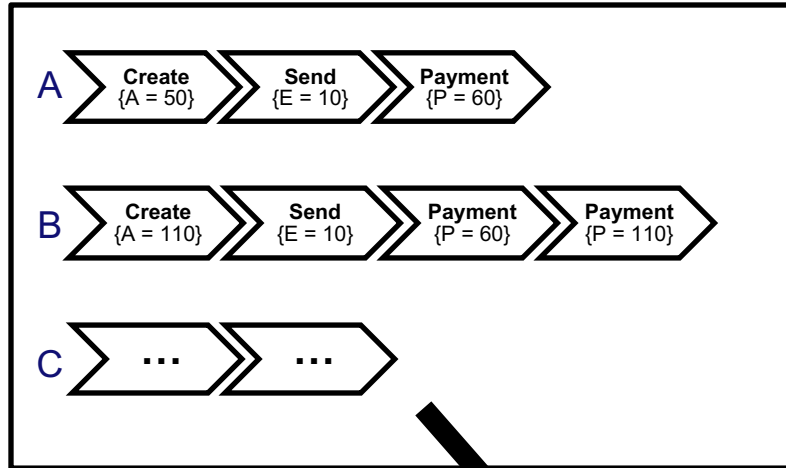 A
Create
{A = 50}
Send
{E = 10}
Payment
{P = 60}
B
Create
{A = 110}
Send
{E = 10}
Payment
{P = 60}
Payment
{P = 110}
C
...
...